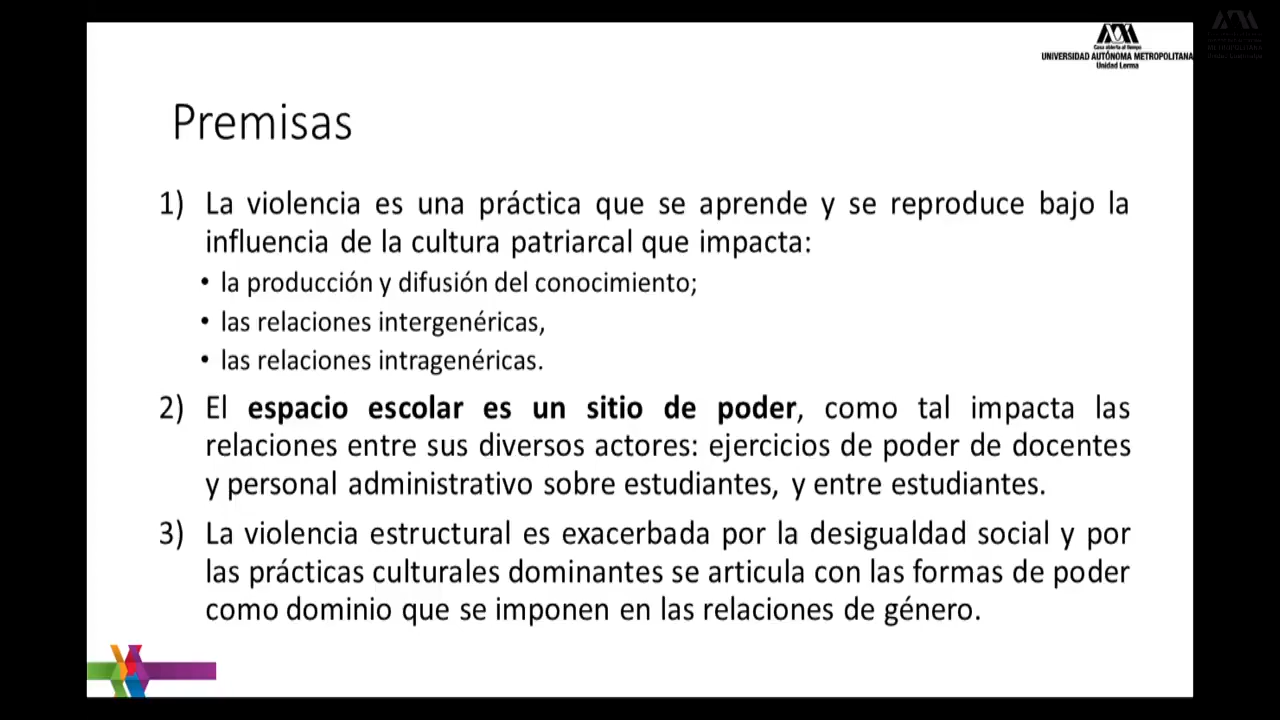 Casa abierta al tiempo
UNIVERSIDAD AUTÓNOMA METROPOLITANA
Unidad Lerma
METROPOLITANA
Premisas
1) La violencia es una práctica que se aprende y se reproduce bajo la
influencia de la cultura patriarcal que impacta:
• la producción y difusión del conocimiento;
• las relaciones intergenéricas,
• las relaciones intragenéricas.
2) El espacio escolar es un sitio de poder, como tal impacta las
relaciones entre sus diversos actores: ejercicios de poder de docentes
y personal administrativo sobre estudiantes, y entre estudiantes.
3) La violencia estructural es exacerbada por la desigualdad social y por
las prácticas culturales dominantes se articula con las formas de poder
como dominio que se imponen en las relaciones de género.